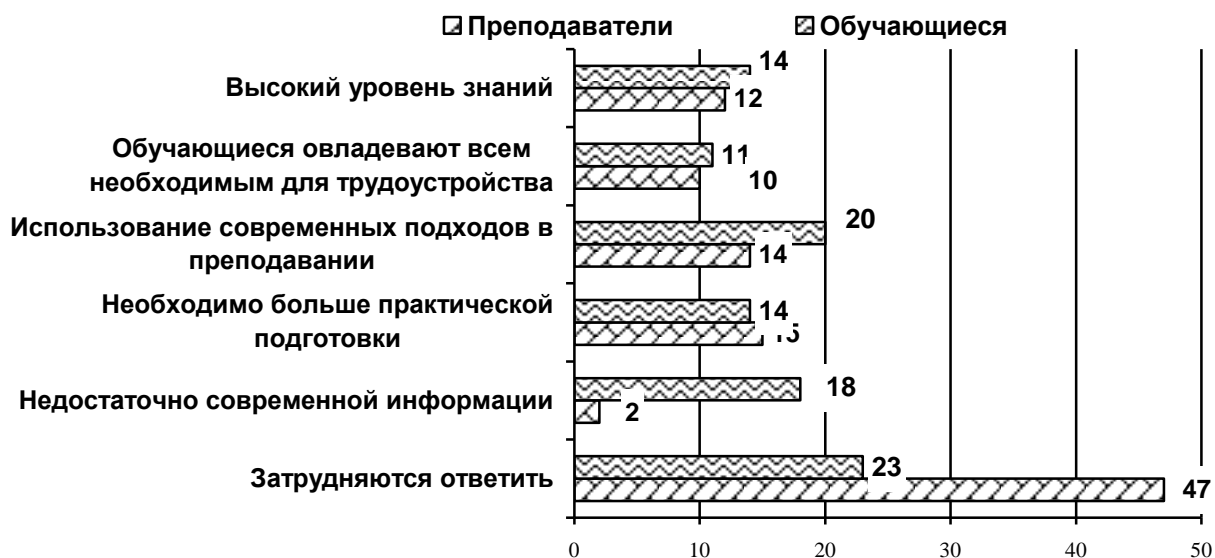 Преподаватели Обучающиеся
Высокий уровень знаний
14
12
Обучающиеся овладевают всем
необходимым для трудоустройства
11
10
Использование современных подходов в
преподавании
20
14
Необходимо больше практической
подготовки
14
15
Недостаточно современной информации
18
2
Затрудняются ответить
23
47
0 10 20 30 40 50